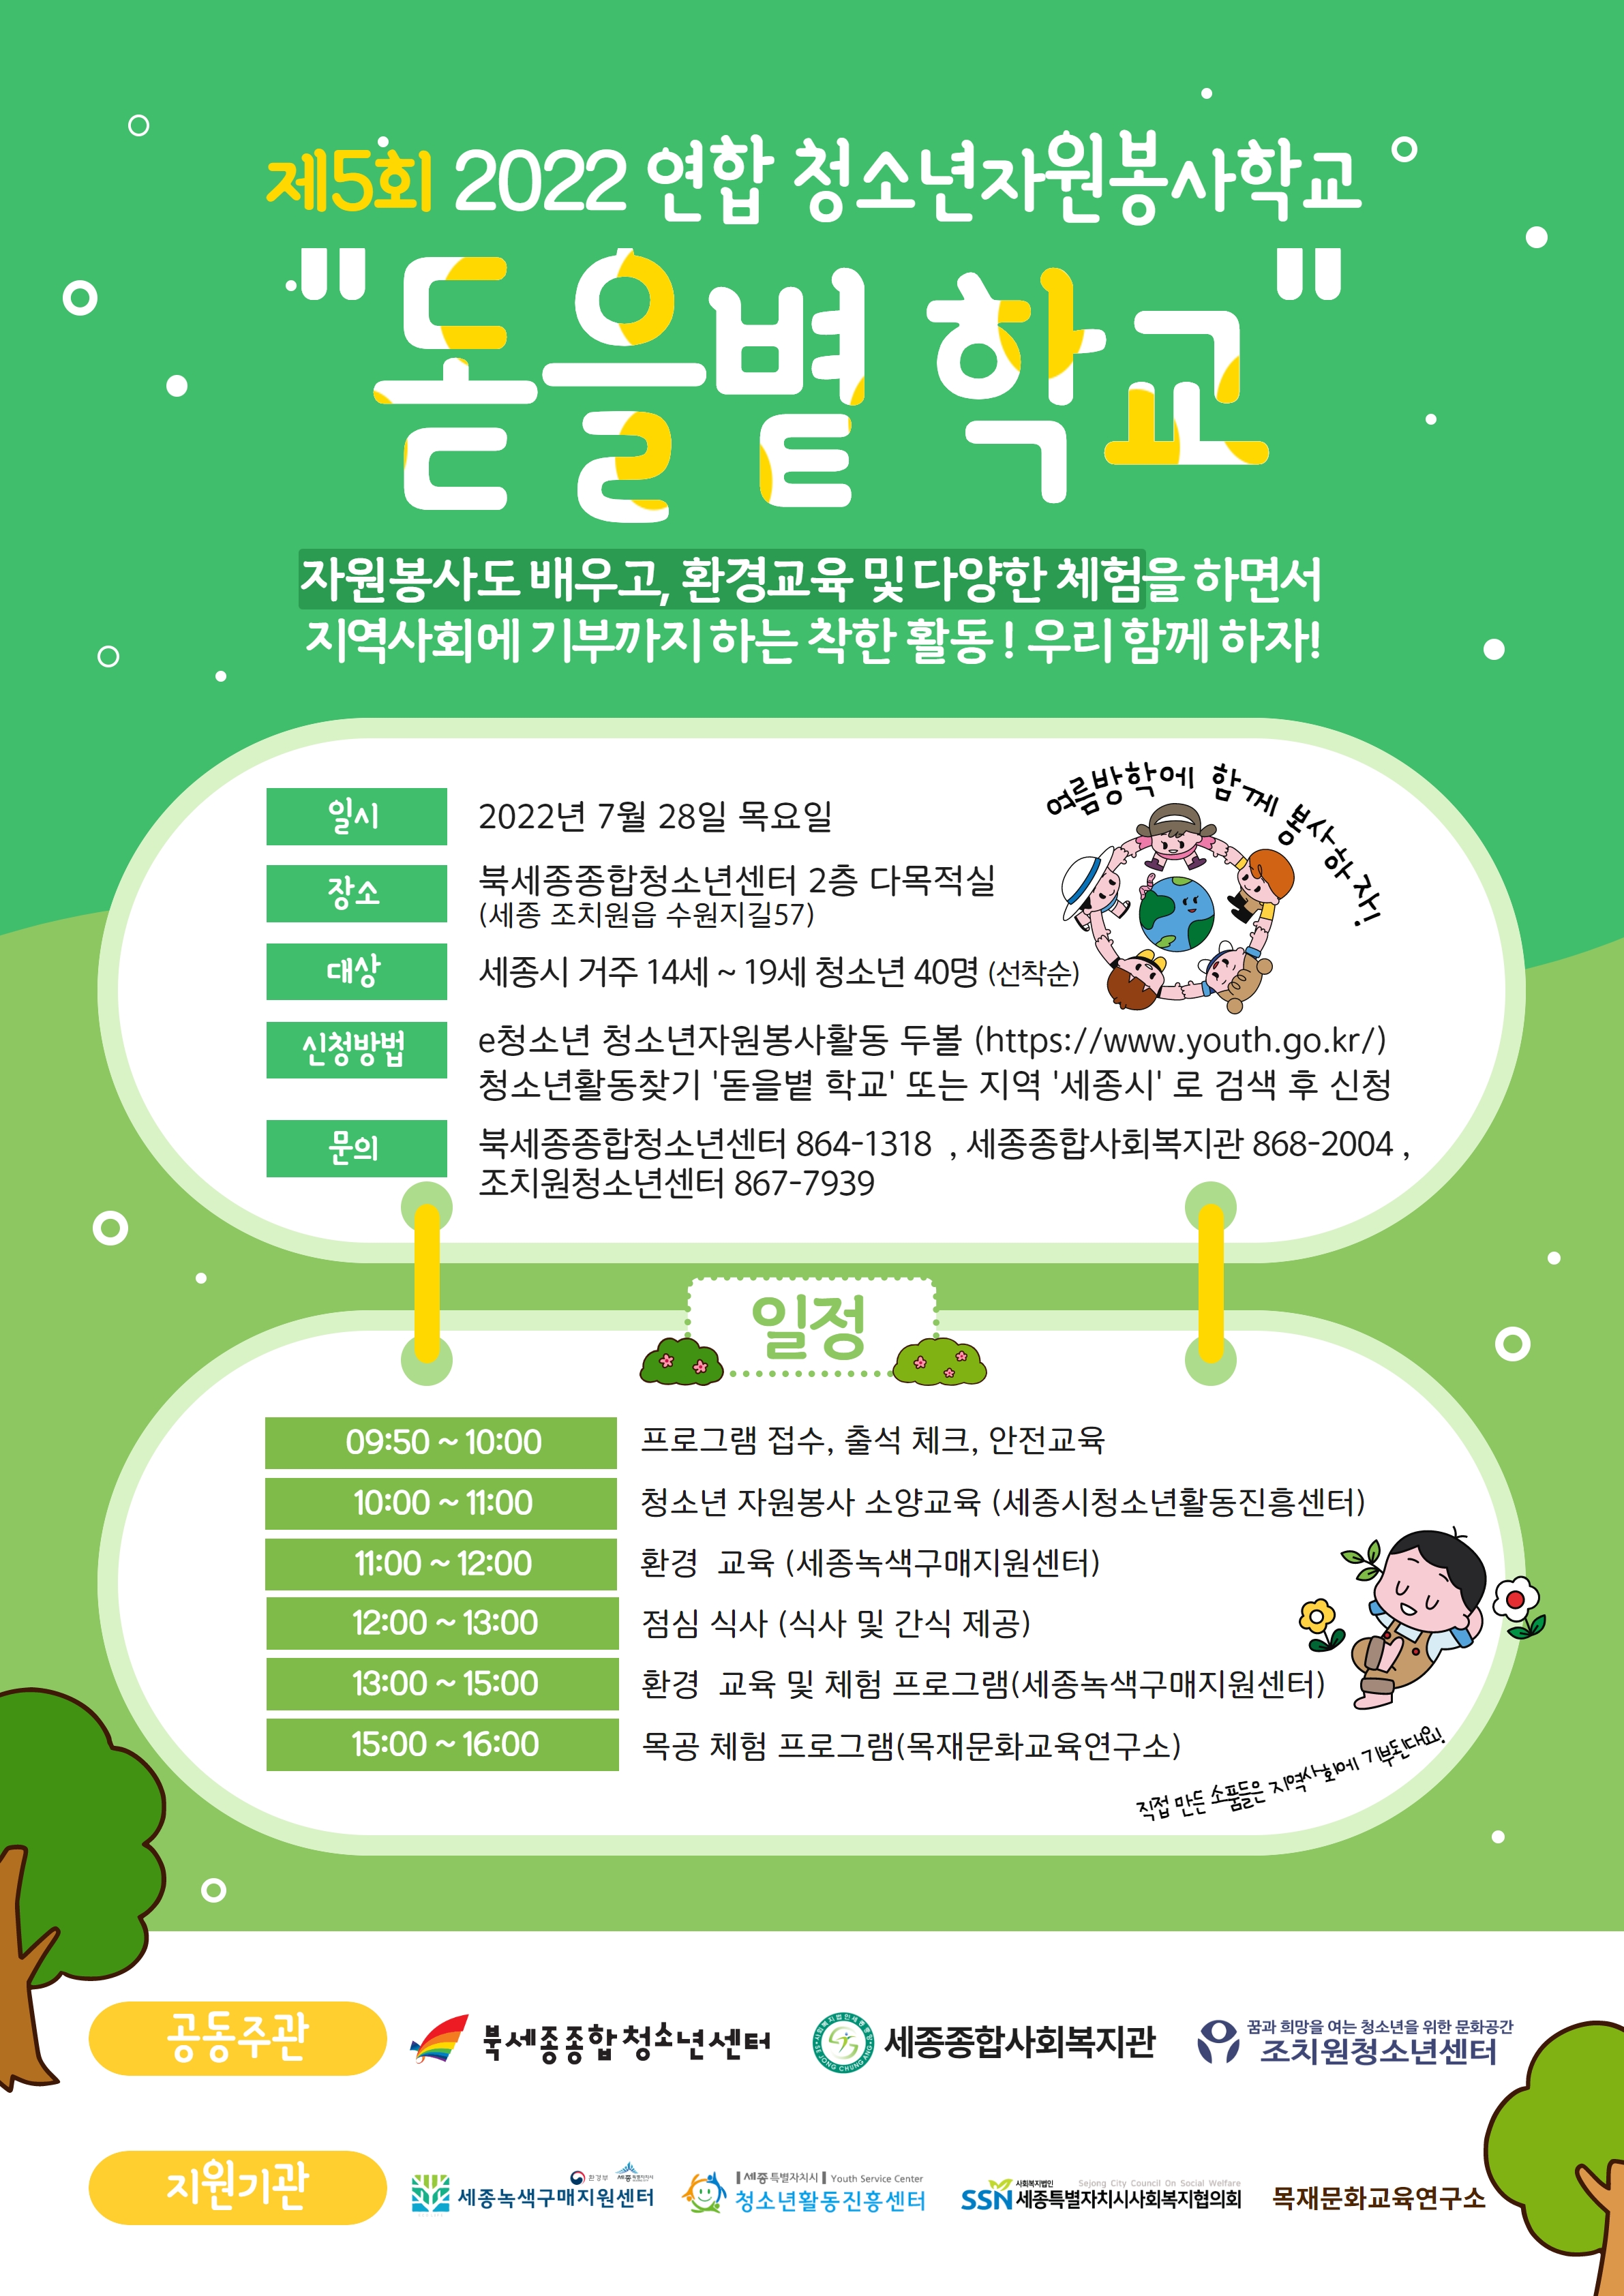 제5회 2022 연합 청소년자원봉사학교
"돋을볕 학교"
자원봉사도 배우고, 환경교육 및 다양한 체험을 하면서
지역사회에 기부까지 하는 착한 활동 ! 우리 함께 하자!
여름방학에 함께 봉사하자!
일시 2022년 7월 28일 목요일
장소 북세종종합청소년센터 2층 다목적실
(세종 조치원읍 수원지길57)
대상 세종시 거주 14세 ~ 19세 청소년 40명 (선착순)
신청방법 e청소년 청소년자원봉사활동 두볼 (https://www.youth.go.kr/)
청소년활동찾기 '돋을볕 학교' 또는 지역 '세종시' 로 검색 후 신청
문의 북세종종합청소년센터 864-1318 , 세종종합사회복지관 868-2004 ,
조치원청소년센터 867-7939
일정
09:50 ~ 10:00 프로그램 접수, 출석 체크, 안전교육
10:00 ~ 11:00 청소년 자원봉사 소양교육 (세종시청소년활동진흥센터)
11:00 ~ 12:00 환경 교육 (세종녹색구매지원센터)
12:00 ~ 13:00 점심 식사 (식사 및 간식 제공)
13:00 ~ 15:00 환경 교육 및 체험 프로그램(세종녹색구매지원센터)
15:00 ~ 16:00 목공 체험 프로그램(목재문화교육연구소)
직접 만든 소품들은 지역사회에 기부된다요!
공동주관
북세종종합청소년센터
SE JONG CHUNG ANG
세종종합사회복지관
꿈과 희망을 여는 청소년을 위한 문화공간
조치원청소년센터
지원기관
환경부 세종특별자치시
세종녹색구매지원센터
세종특별자치시 Youth Service Center
청소년활동진흥센터
사회복지법인 Sejong City Council On Social Welfare
SSN 세종특별자치시사회복지협의회
목재문화교육연구소